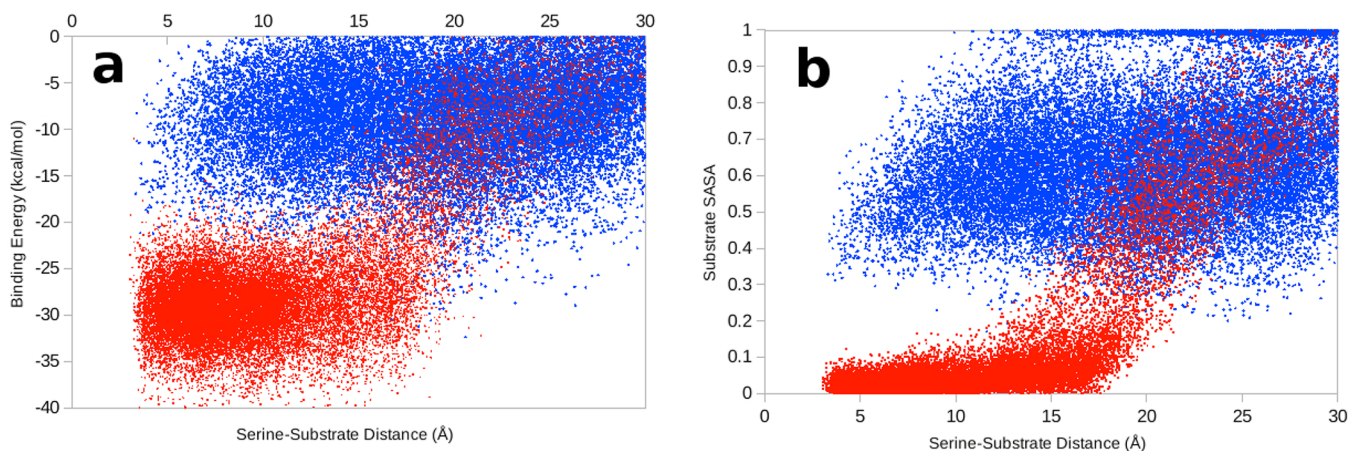 0 5 10 15 20 25 30
a
0
-5
-10
-15
-20
-25
-30
-35
-40
Binding Energy (kcal/mol)
Serine-Substrate Distance (Å)
b
1
0.9
0.8
0.7
0.6
0.5
0.4
0.3
0.2
0.1
0
Substrate SASA
0 5 10 15 20 25 30
Serine-Substrate Distance (Å)